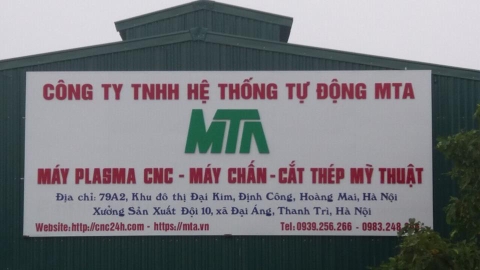 CÔNG TY TNHH HỆ THỐNG TỰ ĐỘNG MTA
MTA
MÁY PLASMA CNC - MÁY CHẤN - CẮT THÉP MỸ THUẬT
Địa chỉ: 79A2, Khu đô thị Đại Kim, Định Công, Hoàng Mai, Hà Nội
Xưởng Sản Xuất Đội 10, xã Đại Áng, Thanh Trì, Hà Nội
Website: http://cnc24h.com - https://mta.vn Tel: 0939.256.266 - 0983.248